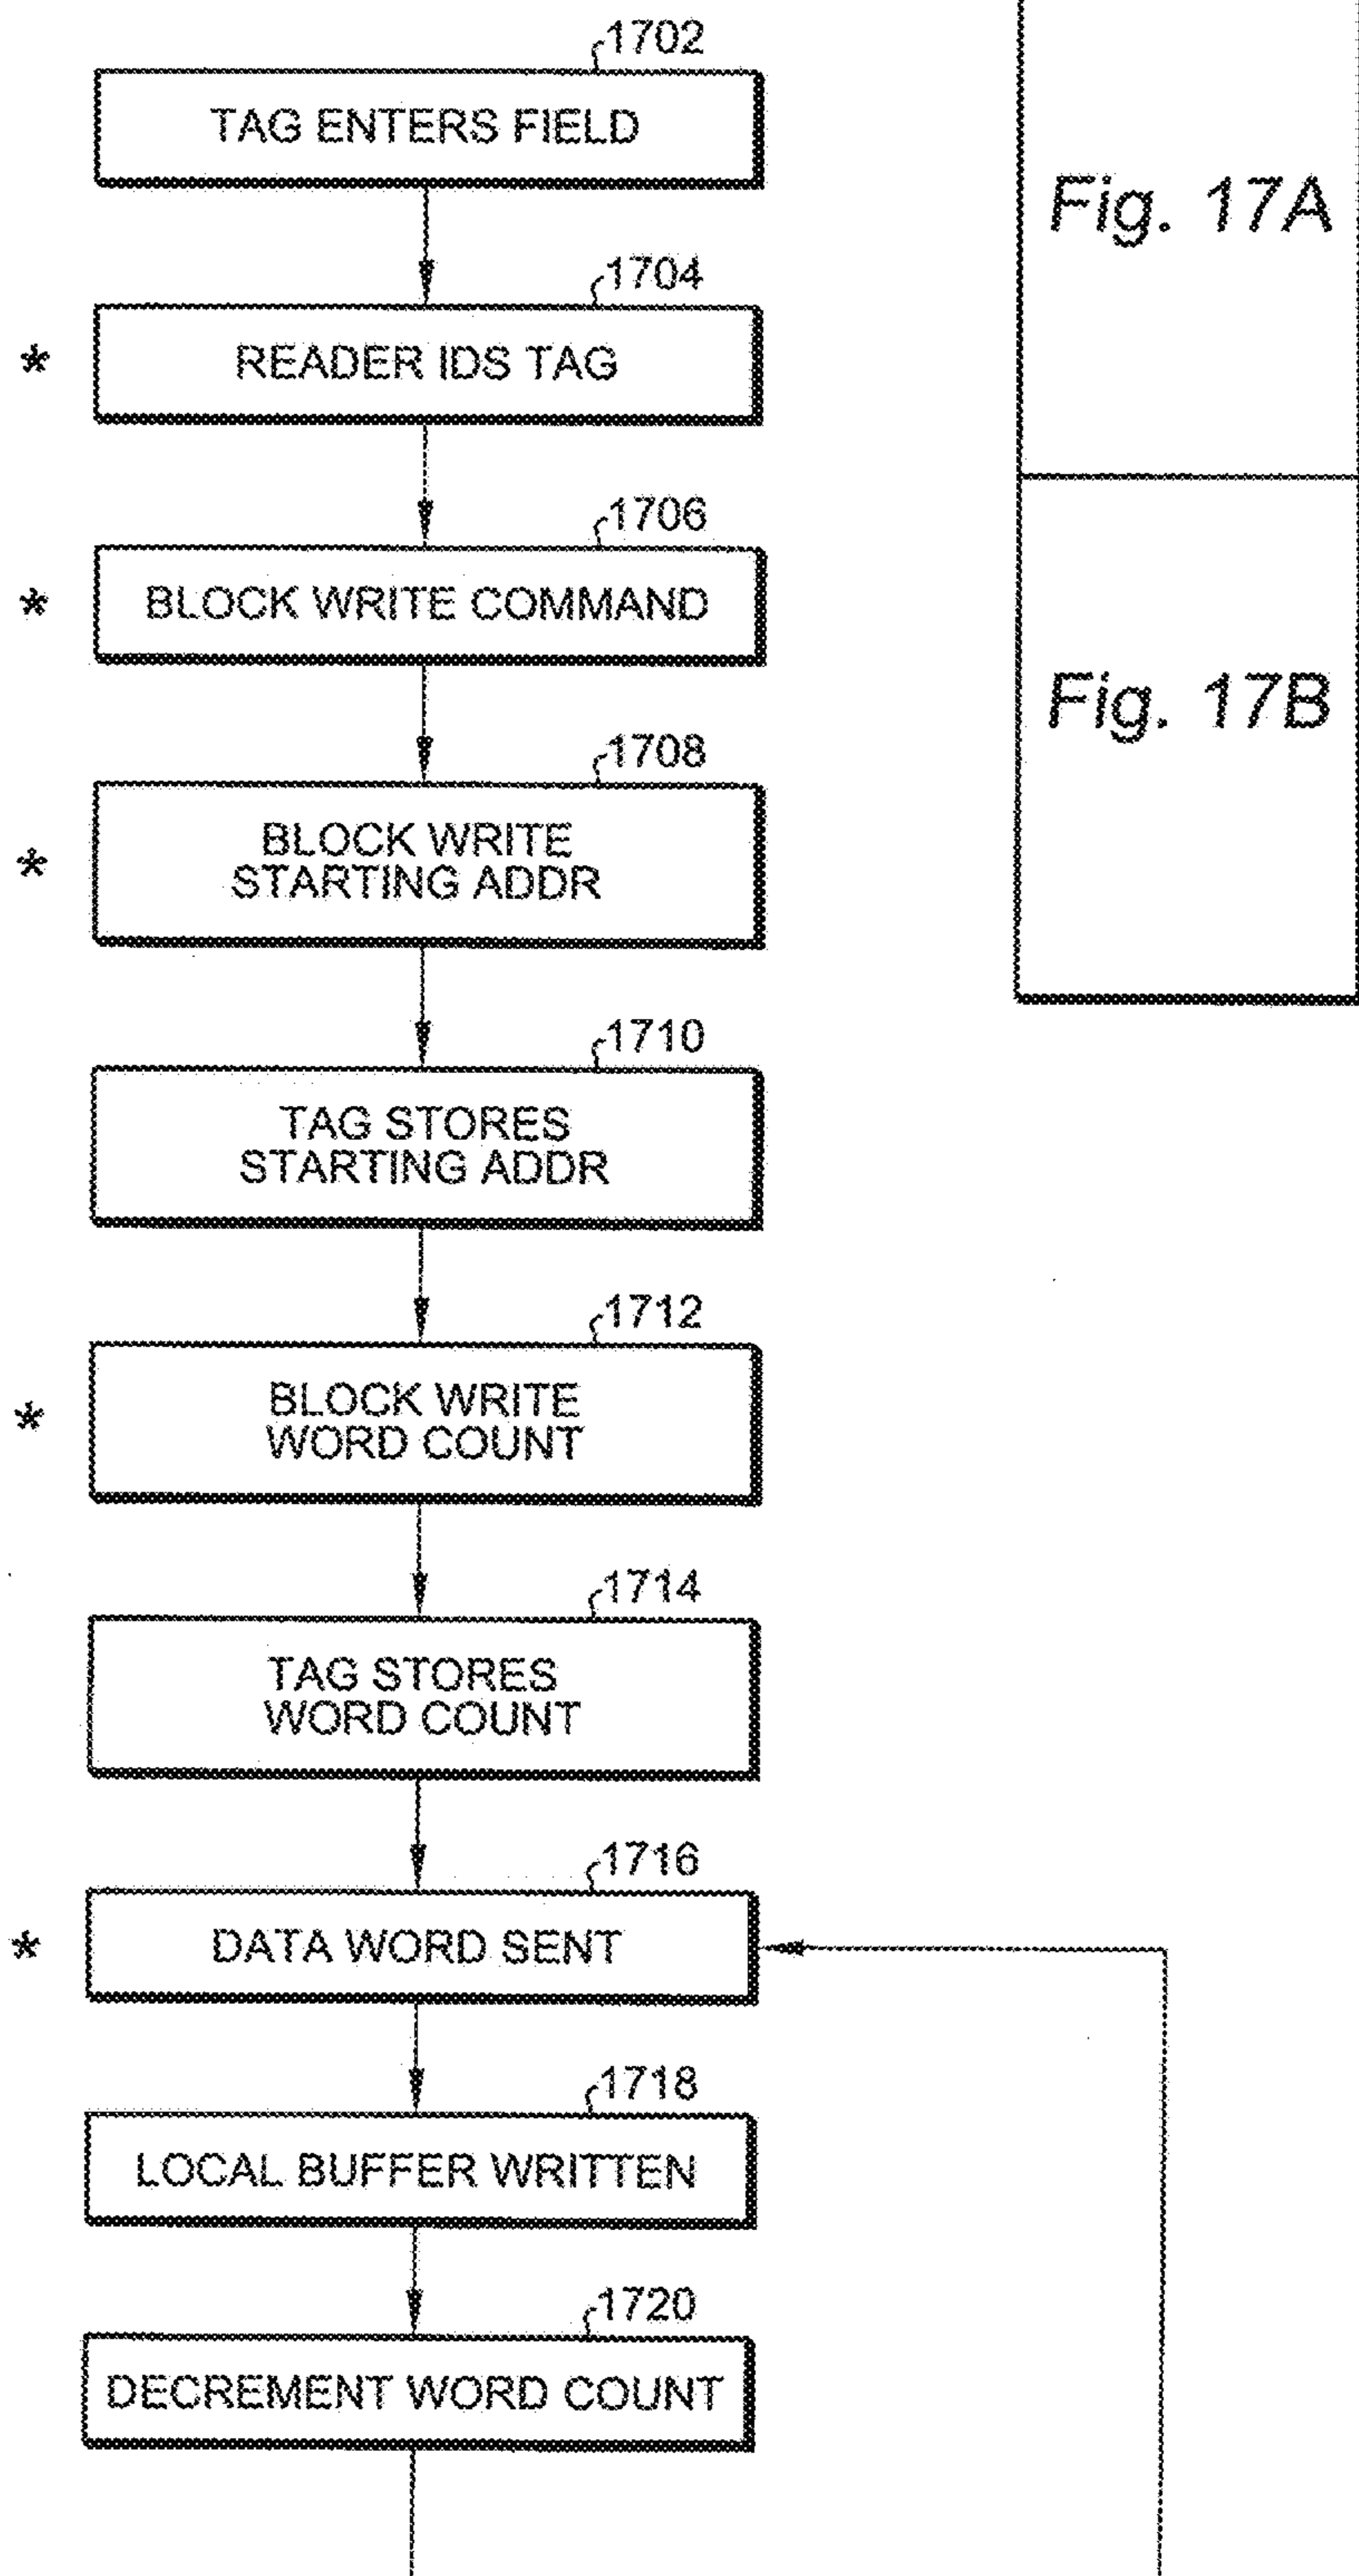 1702
TAG ENTERS FIELD
1704
* READER IDS TAG
1706
* BLOCK WRITE COMMAND
1708
* BLOCK WRITE
STARTING ADDR
1710
TAG STORES
STARTING ADDR
1712
* BLOCK WRITE
WORD COUNT
1714
TAG STORES
WORD COUNT
1716
* DATA WORD SENT
1718
LOCAL BUFFER WRITTEN
1720
DECREMENT WORD COUNT
Fig. 17A
Fig. 17B